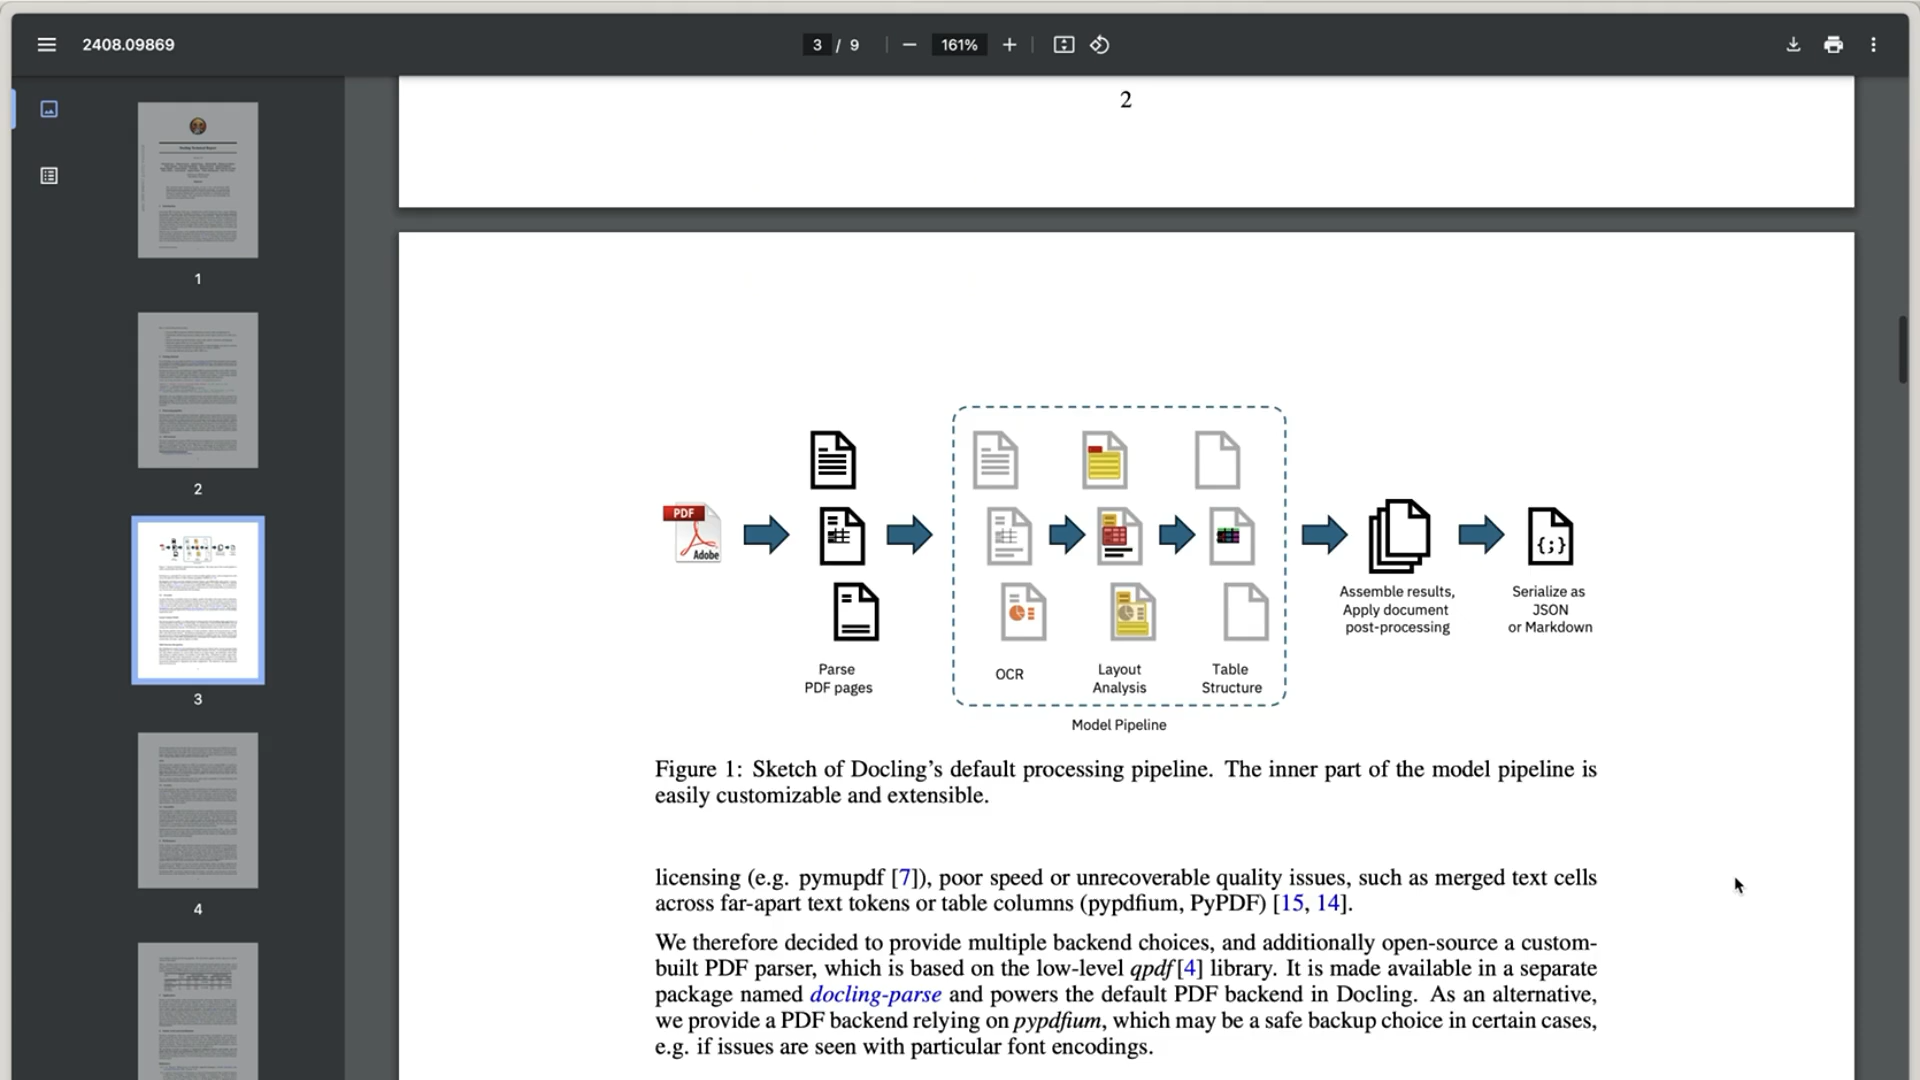 2408.09869
3 / 9
161%
1
2
3
4
2
PDF
Adobe
Parse
PDF pages
OCR
Layout
Analysis
Table
Structure
Model Pipeline
Assemble results,
Apply document
post-processing
{;}
Serialize as
JSON
or Markdown
Figure 1: Sketch of Docling’s default processing pipeline. The inner part of the model pipeline is
easily customizable and extensible.
licensing (e.g. pymupdf [7]), poor speed or unrecoverable quality issues, such as merged text cells
across far-apart text tokens or table columns (pypdfium, PyPDF) [15, 14].
We therefore decided to provide multiple backend choices, and additionally open-source a custom-
built PDF parser, which is based on the low-level qpdf [4] library. It is made available in a separate
package named docling-parse and powers the default PDF backend in Docling. As an alternative,
we provide a PDF backend relying on pypdfium, which may be a safe backup choice in certain cases,
e.g. if issues are seen with particular font encodings.